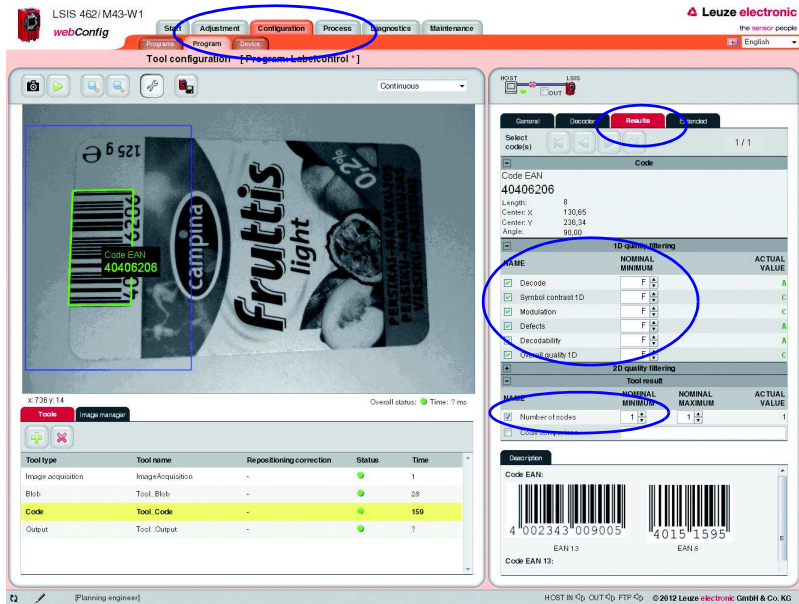 LSIS 462i M43-W1
webConfig
Start Adjustment Configuration Process Diagnostics Maintenance
Programs Program Device
Leuze electronic
the sensor people
English
Tool configuration [ Program: Labelcontrol * ]
Continuous
125 g
0,2%
campina
Fruttis
light
Code EAN
40406206
x: 736 y: 14
Overall status: Time: ? ms
Tools Image manager
Tool type Tool name Repositioning correction Status Time
Image acquisition ImageAcquisition - 1
Blob Tool_Blob - 28
Code Tool_Code - 159
Output Tool_Output - ?
HOST LSIS
OUT
General Decoder Results Extended
Select
code(s)
1 / 1
Code
Code EAN
40406206
Length: 8
Center: X 130,65
Center: Y 236,34
Angle: 90,00
1D quality filtering
NAME NOMINAL MINIMUM ACTUAL VALUE
Decode F A
Symbol contrast 1D F C
Modulation F C
Defects F A
Decodability F A
Overall quality 1D F C
2D quality filtering
Tool result
NAME NOMINAL MINIMUM NOMINAL MAXIMUM ACTUAL VALUE
Number of codes 1 1 1
Code comparison
Description
Code EAN:
4 002343 009005
4015 1595
EAN 13 EAN 8
Code EAN 13:
[Planning engineer]
HOST IN OUT FTP © 2012 Leuze electronic GmbH & Co. KG